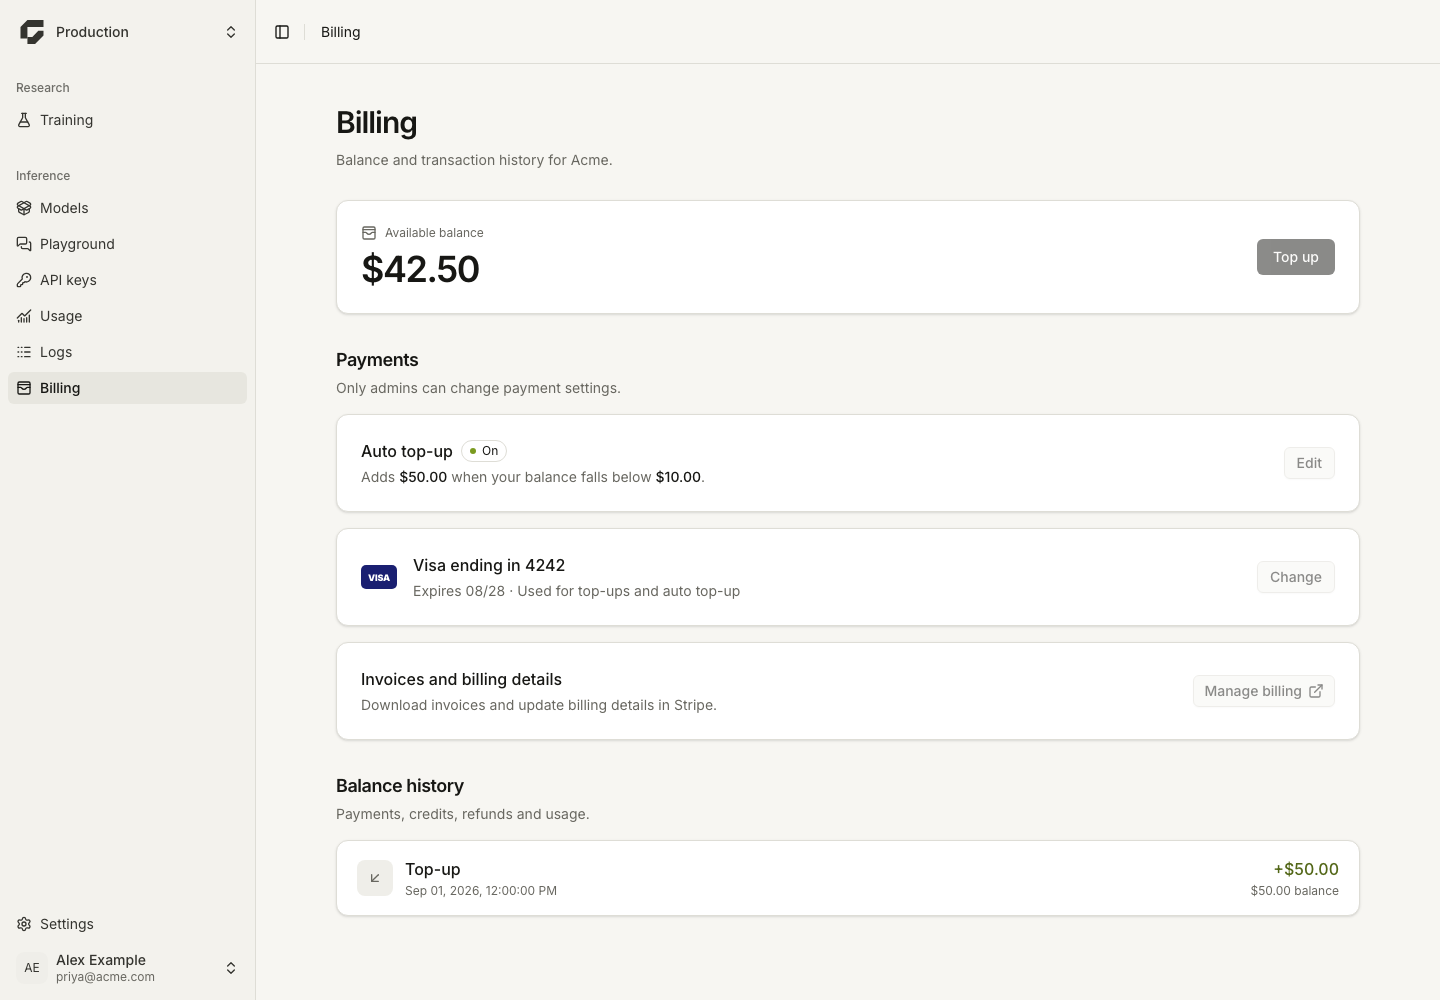 Production
Research
Training
Inference
Models
Playground
API keys
Usage
Logs
Billing
Settings
AE
Alex Example
priya@acme.com
Billing
Billing
Balance and transaction history for Acme.
Available balance
$42.50
Top up
Payments
Only admins can change payment settings.
Auto top-up
On
Adds $50.00 when your balance falls below $10.00.
Edit
VISA
Visa ending in 4242
Expires 08/28 · Used for top-ups and auto top-up
Change
Invoices and billing details
Download invoices and update billing details in Stripe.
Manage billing
Balance history
Payments, credits, refunds and usage.
Top-up
Sep 01, 2026, 12:00:00 PM
+$50.00
$50.00 balance